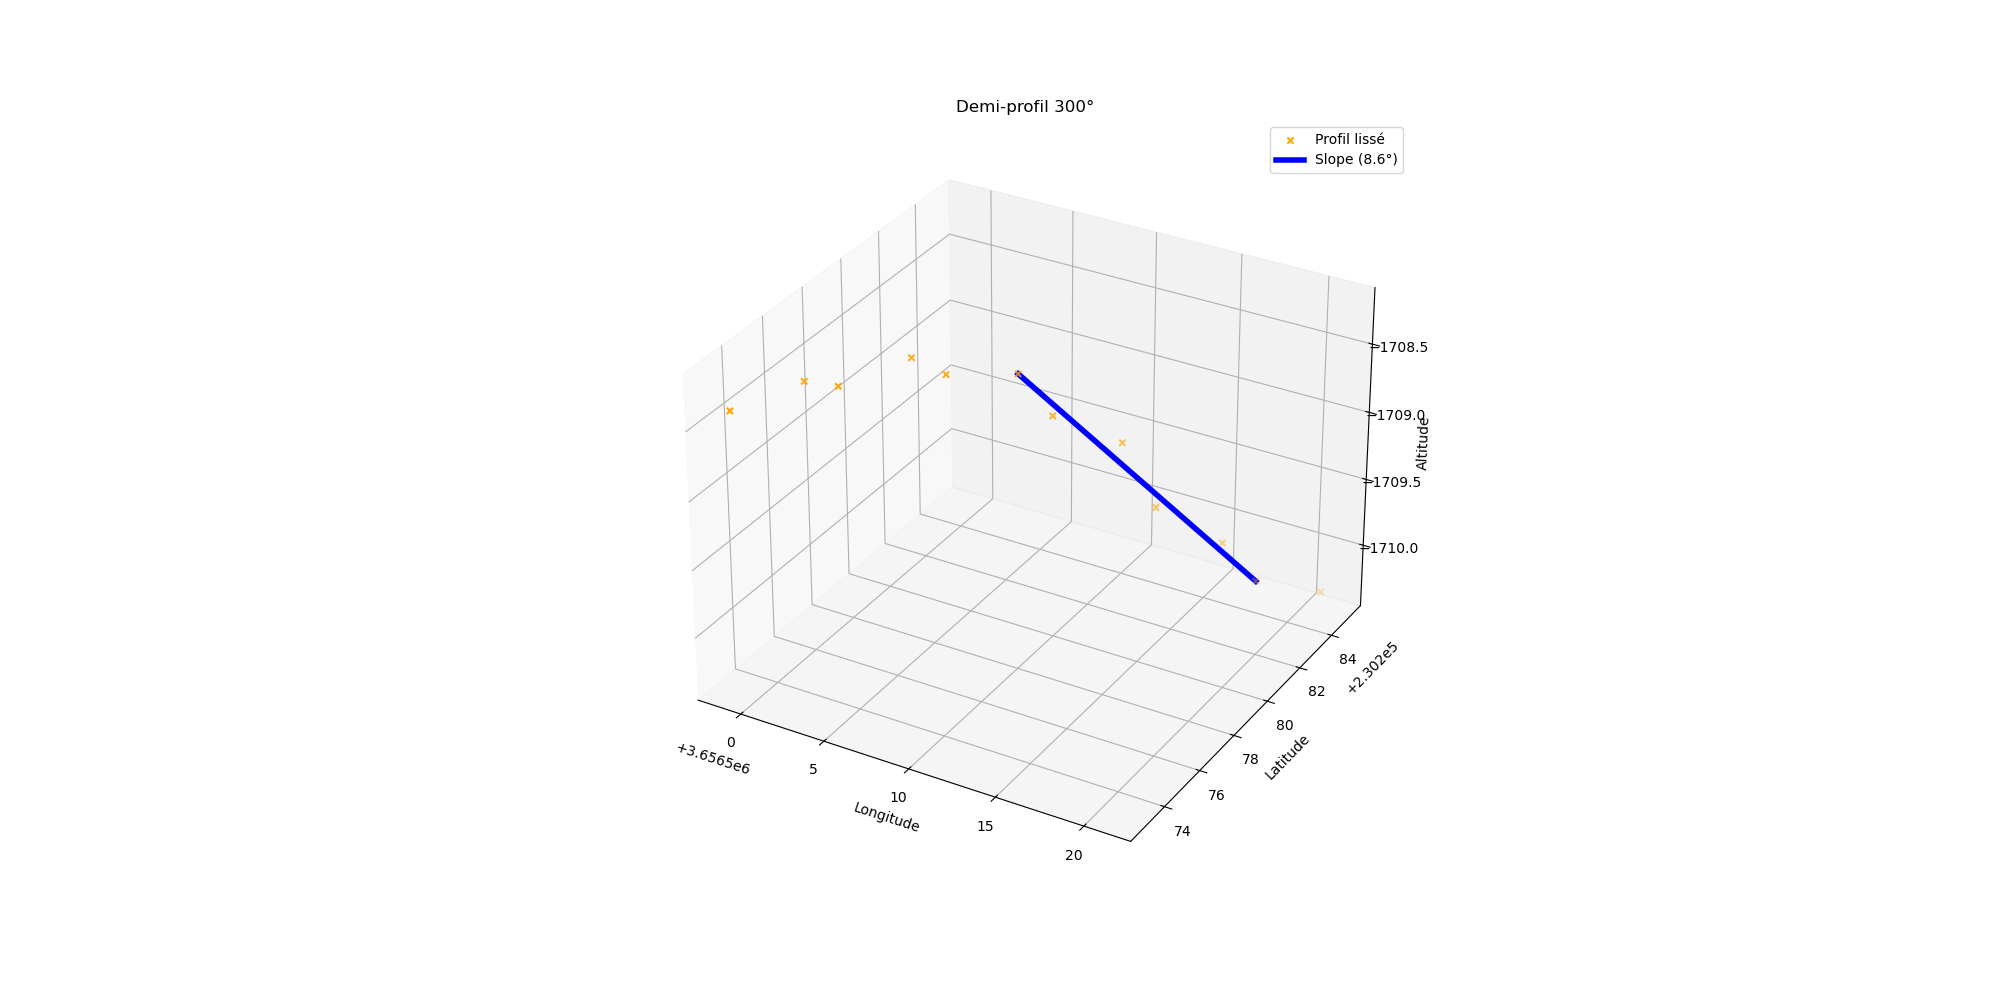 Demi-profil 300°
Profil lissé
Slope (8.6°)
−1708.5
−1709.0
−1709.5
−1710.0
Altitude
84
82
80
78
76
74
+2.302e5
Latitude
0
5
10
15
20
+3.6565e6
Longitude